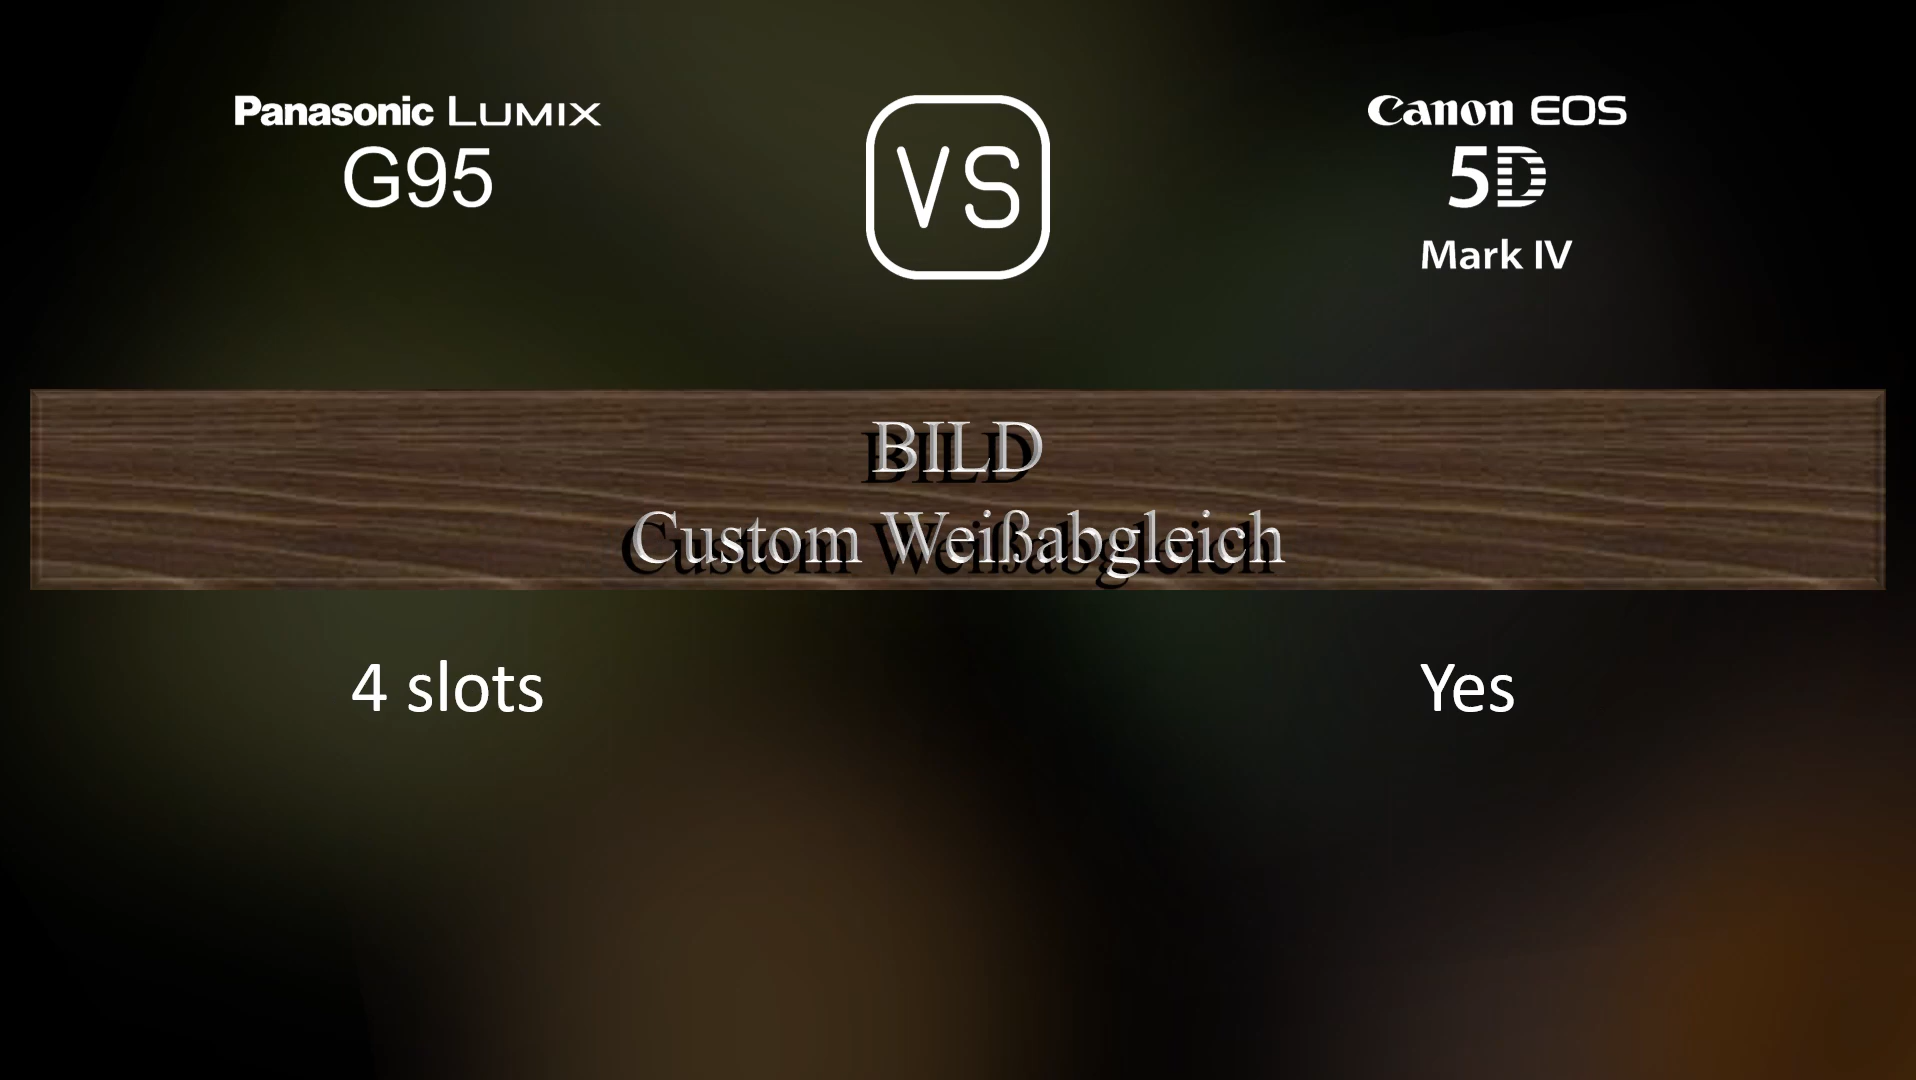 Panasonic LUMIX
G95
VS
Canon EOS
5D
Mark IV
BILD
Custom Weißabgleich
4 slots
Yes